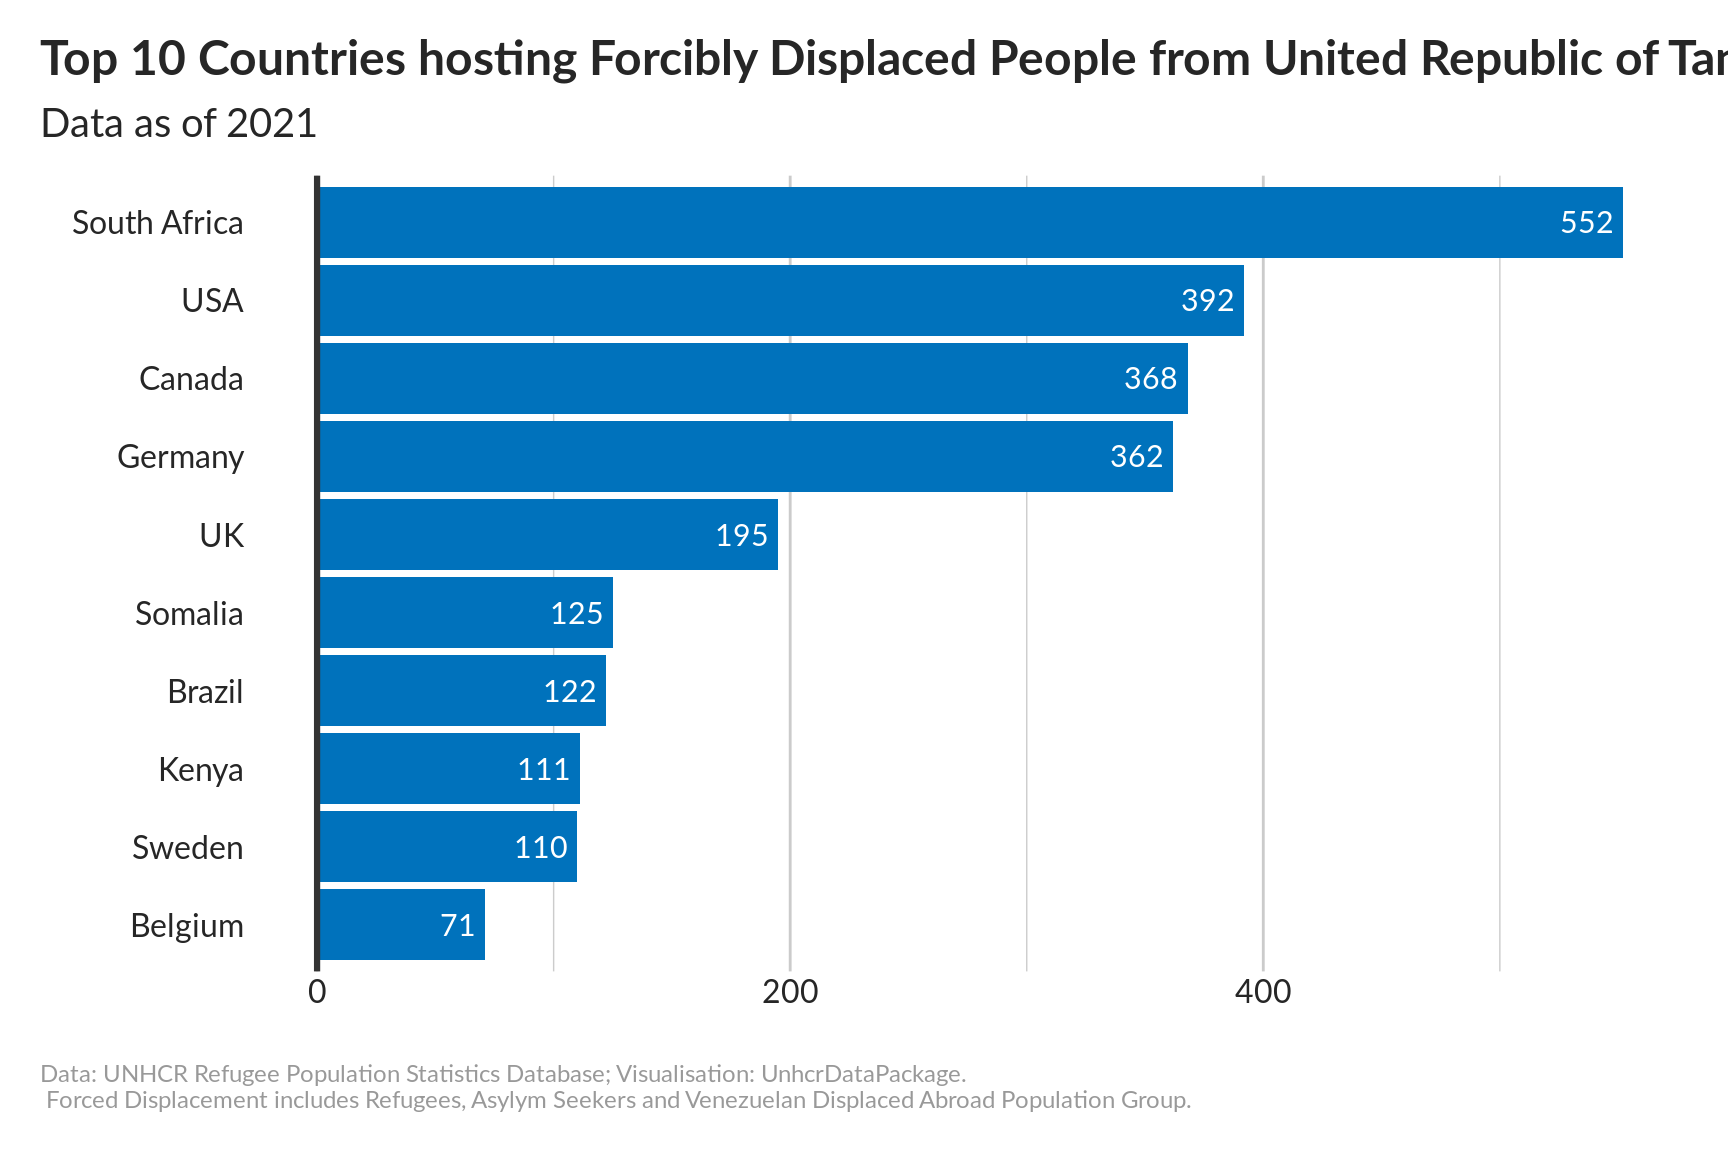 Top 10 Countries hosting Forcibly Displaced People from United Republic of Tan
Data as of 2021
South Africa 552
USA 392
Canada 368
Germany 362
UK 195
Somalia 125
Brazil 122
Kenya 111
Sweden 110
Belgium 71
0 200 400
Data: UNHCR Refugee Population Statistics Database; Visualisation: UnhcrDataPackage.
Forced Displacement includes Refugees, Asylym Seekers and Venezuelan Displaced Abroad Population Group.